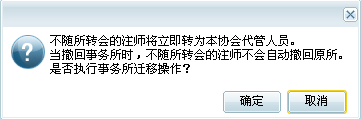 不随所转会的注师将立即转为本协会代管人员。
当撤回事务所时，不随所转会的注师不会自动撤回原所。
是否执行事务所迁移操作？
确定
取消